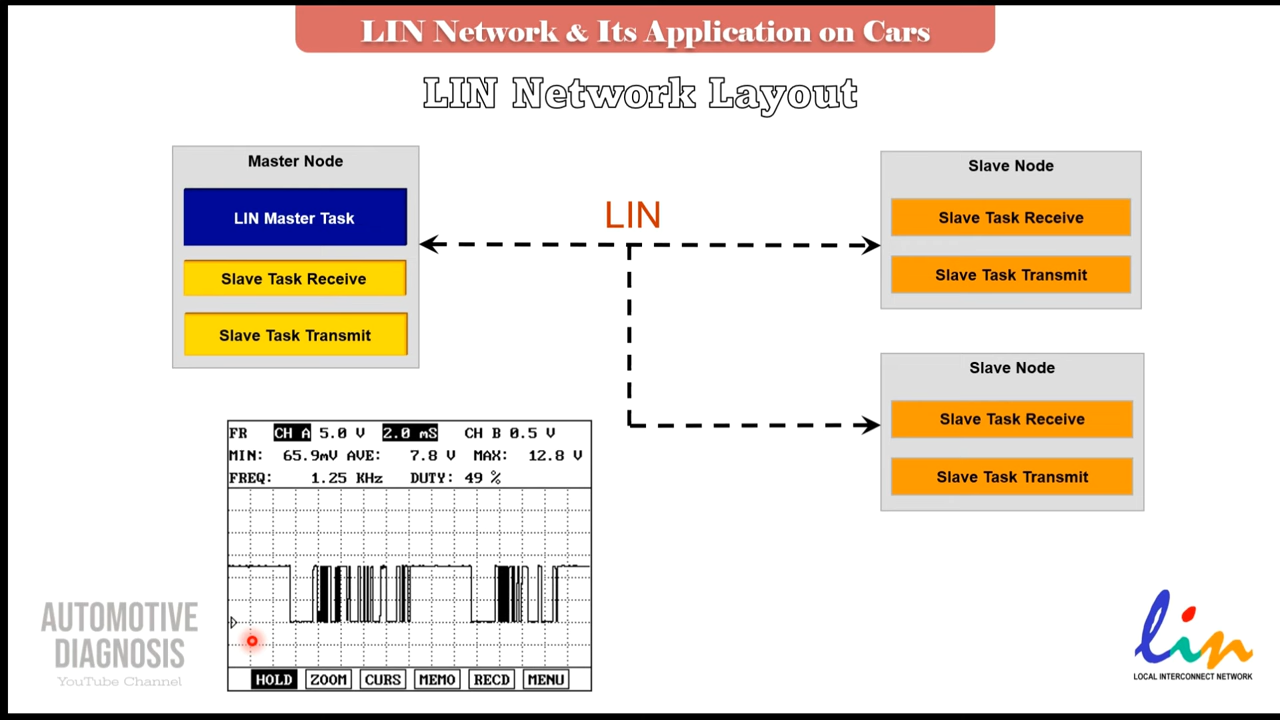 LIN Network & Its Application on Cars
LIN Network Layout
Master Node
LIN Master Task
Slave Task Receive
Slave Task Transmit
LIN
Slave Node
Slave Task Receive
Slave Task Transmit
Slave Node
Slave Task Receive
Slave Task Transmit
FR CH A 5.0 V 2.0 mS CH B 0.5 V
MIN: 65.9mV AVE: 7.8 V MAX: 12.8 V
FREQ: 1.25 KHz DUTY: 49 %
HOLD ZOOM CURS MEMO RECD MENU
AUTOMOTIVE
DIAGNOSIS
YouTube Channel
lin
LOCAL INTERCONNECT NETWORK